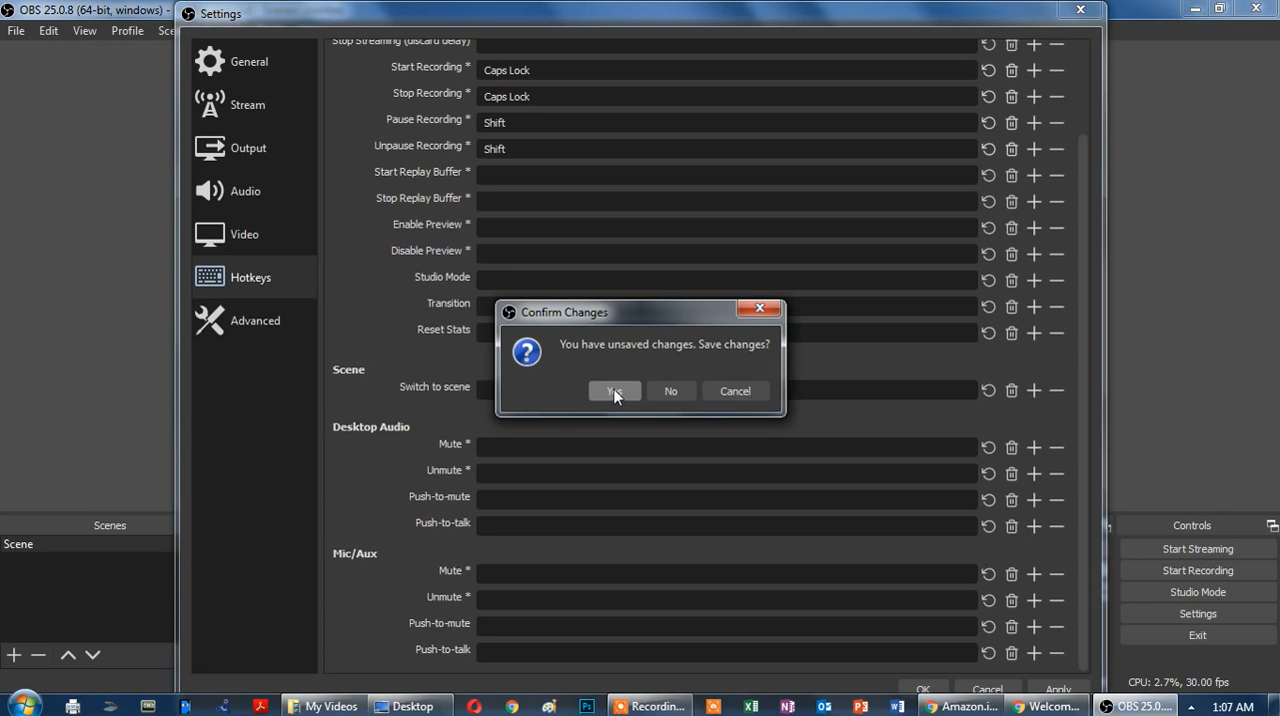 OBS 25.0.8 (64-bit, windows) -
Settings
File Edit View Profile Sce
General
Stream
Output
Audio
Video
Hotkeys
Advanced
Stop Streaming (discard delay)
Start Recording * Caps Lock
Stop Recording * Caps Lock
Pause Recording * Shift
Unpause Recording * Shift
Start Replay Buffer *
Stop Replay Buffer *
Enable Preview *
Disable Preview *
Studio Mode
Transition
Reset Stats
Scene
Switch to scene
Desktop Audio
Mute *
Unmute *
Push-to-mute
Push-to-talk
Mic/Aux
Mute *
Unmute *
Push-to-mute
Push-to-talk
OK Cancel Apply
Confirm Changes
You have unsaved changes. Save changes?
Yes No Cancel
Scenes
Scene
Controls
Start Streaming
Start Recording
Studio Mode
Settings
Exit
CPU: 2.7%, 30.00 fps
My Videos Desktop Ps Recordin... Amazon.i... Welcom... OBS 25.0.... 1:07 AM